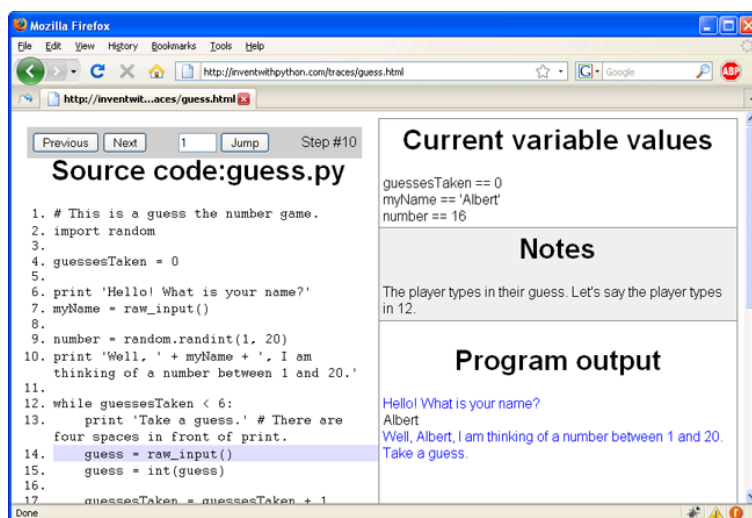 Mozilla Firefox
File Edit View History Bookmarks Tools Help
http://inventwithpython.com/traces/guess.html
G Google
ABP
http://inventwit...aces/guess.html
Previous Next 1 Jump Step #10
Source code:guess.py
1. # This is a guess the number game.
2. import random
3.
4. guessesTaken = 0
5.
6. print 'Hello! What is your name?'
7. myName = raw_input()
8.
9. number = random.randint(1, 20)
10. print 'Well, ' + myName + ', I am
thinking of a number between 1 and 20.'
11.
12. while guessesTaken < 6:
13. print 'Take a guess.' # There are
four spaces in front of print.
14. guess = raw_input()
15. guess = int(guess)
16.
17. guessesTaken = guessesTaken + 1
Current variable values
guessesTaken == 0
myName == 'Albert'
number == 16
Notes
The player types in their guess. Let's say the player types
in 12.
Program output
Hello! What is your name?
Albert
Well, Albert, I am thinking of a number between 1 and 20.
Take a guess.
Done